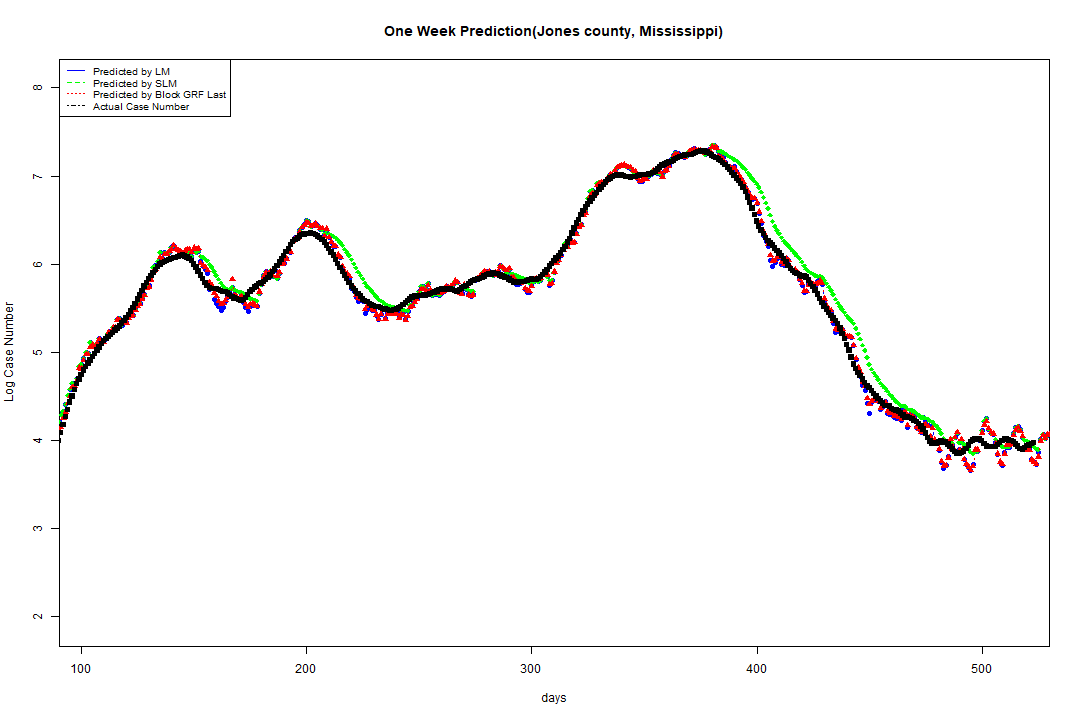 One Week Prediction(Jones county, Mississippi)
Predicted by LM
Predicted by SLM
Predicted by Block GRF Last
Actual Case Number
Log Case Number
8
7
6
5
4
3
2
100 200 300 400 500
days